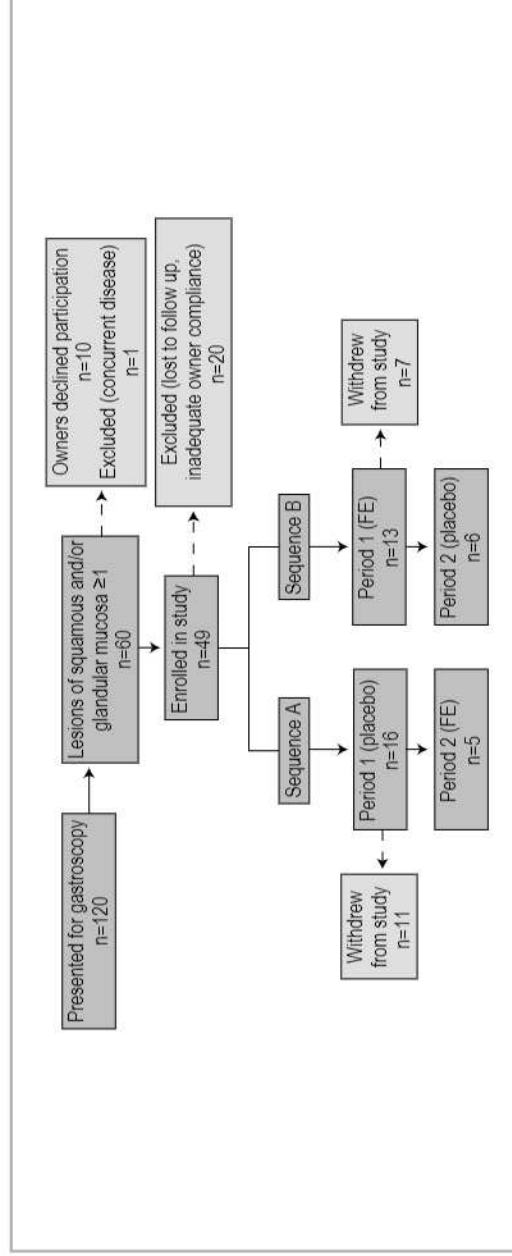 Presented for gastroscopy
n=120
Lesions of squamous and/or
glandular mucosa ≥1
n=60
Owners declined participation
n=10
Excluded (concurrent disease)
n=1
Enrolled in study
n=49
Excluded (lost to follow up,
inadequate owner compliance)
n=20
Sequence A
Sequence B
Withdrew
from study
n=11
Period 1 (placebo)
n=16
Period 1 (FE)
n=13
Withdrew
from study
n=7
Period 2 (FE)
n=5
Period 2 (placebo)
n=6